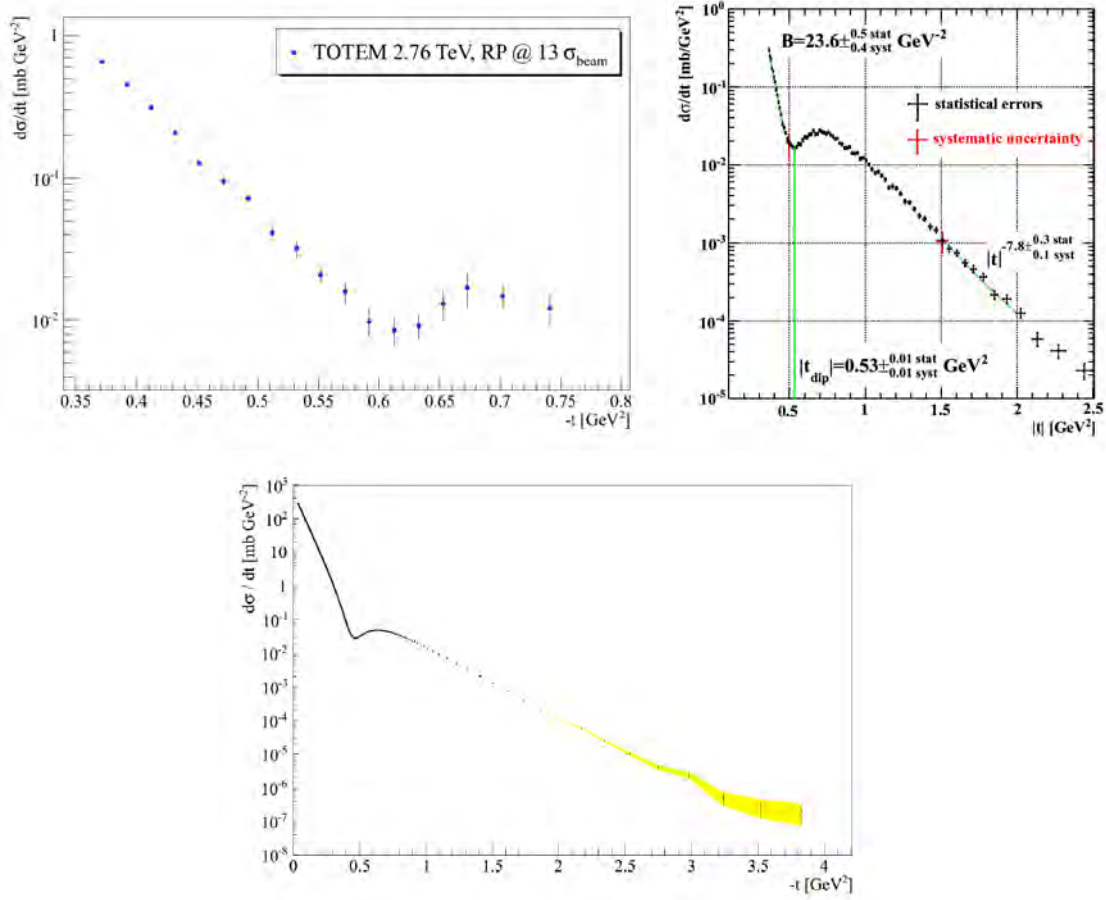 TOTEM 2.76 TeV, RP @ 13 σbeam
dσ/dt [mb GeV⁻²]
1
10⁻¹
10⁻²
0.35 0.4 0.45 0.5 0.55 0.6 0.65 0.7 0.75 0.8
-t [GeV²]
dσ/dt [mb/GeV²]
10⁰
10⁻¹
10⁻²
10⁻³
10⁻⁴
10⁻⁵
B=23.6±0.5 stat 0.4 syst GeV⁻²
statistical errors
systematic uncertainty
|t|⁻⁷·⁸±0.3 stat 0.1 syst
|tdip|=0.53±0.01 stat 0.01 syst GeV²
0.5 1 1.5 2 2.5
|t| [GeV²]
dσ / dt [mb GeV⁻²]
10³
10²
10
1
10⁻¹
10⁻²
10⁻³
10⁻⁴
10⁻⁵
10⁻⁶
10⁻⁷
10⁻⁸
0 0.5 1 1.5 2 2.5 3 3.5 4
-t [GeV²]